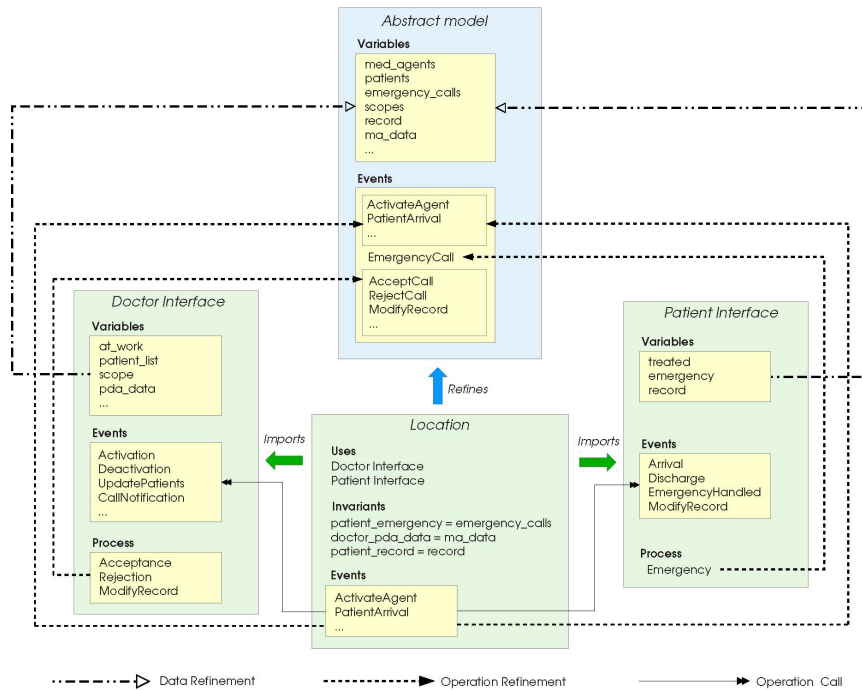 Abstract model
Variables
med_agents
patients
emergency_calls
scopes
record
ma_data
...
Events
ActivateAgent
PatientArrival
...
EmergencyCall
AcceptCall
RejectCall
ModifyRecord
...
Doctor Interface
Variables
at_work
patient_list
scope
pda_data
...
Events
Activation
Deactivation
UpdatePatients
CallNotification
...
Process
Acceptance
Rejection
ModifyRecord
Refines
Imports
Imports
Location
Uses
Doctor Interface
Patient Interface
Invariants
patient_emergency = emergency_calls
doctor_pda_data = ma_data
patient_record = record
Events
ActivateAgent
PatientArrival
...
Patient Interface
Variables
treated
emergency
record
Events
Arrival
Discharge
EmergencyHandled
ModifyRecord
Process
Emergency
Data Refinement
Operation Refinement
Operation Call